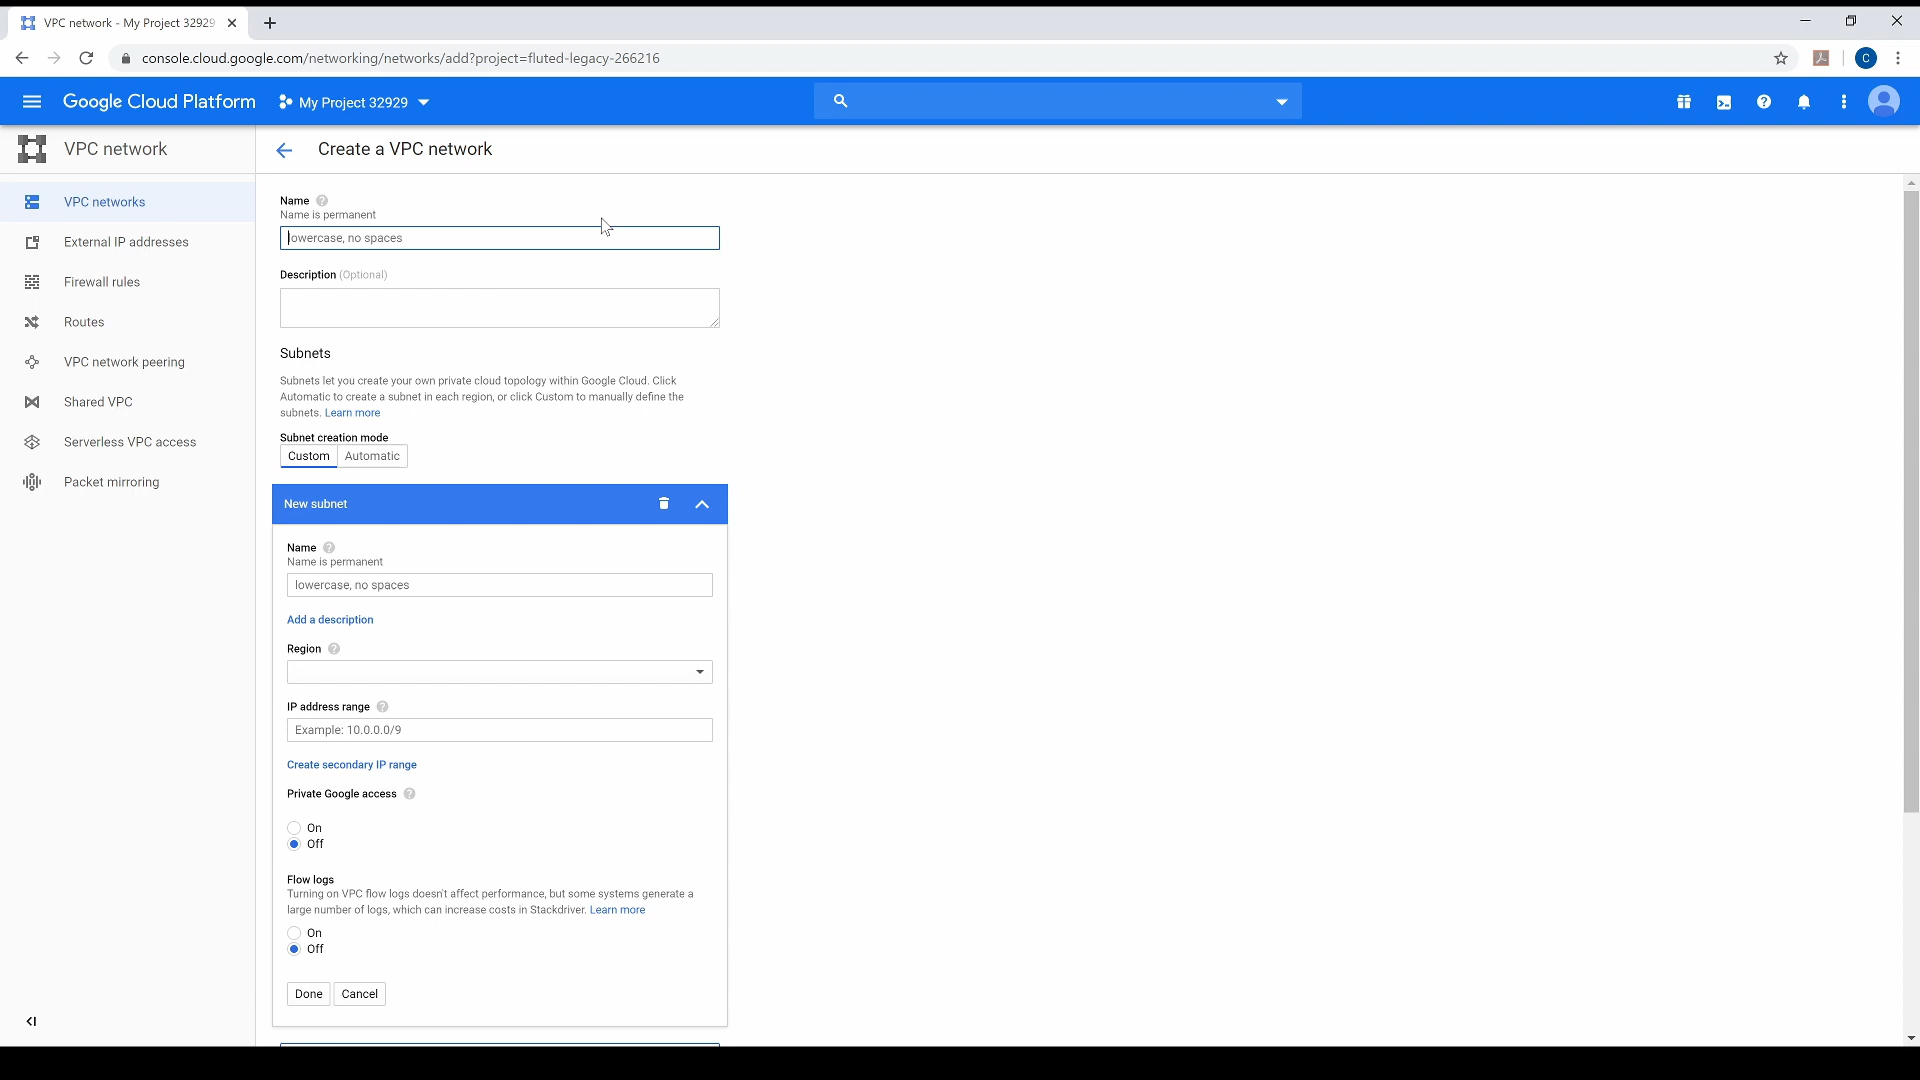 VPC network - My Project 32929
console.cloud.google.com/networking/networks/add?project=fluted-legacy-266216
C
Google Cloud Platform
My Project 32929
VPC network
Create a VPC network
VPC networks
External IP addresses
Firewall rules
Routes
VPC network peering
Shared VPC
Serverless VPC access
Packet mirroring
Name
Name is permanent
lowercase, no spaces
Description (Optional)
Subnets
Subnets let you create your own private cloud topology within Google Cloud. Click
Automatic to create a subnet in each region, or click Custom to manually define the
subnets. Learn more
Subnet creation mode
Custom Automatic
New subnet
Name
Name is permanent
lowercase, no spaces
Add a description
Region
IP address range
Example: 10.0.0.0/9
Create secondary IP range
Private Google access
On
Off
Flow logs
Turning on VPC flow logs doesn't affect performance, but some systems generate a
large number of logs, which can increase costs in Stackdriver. Learn more
On
Off
Done Cancel